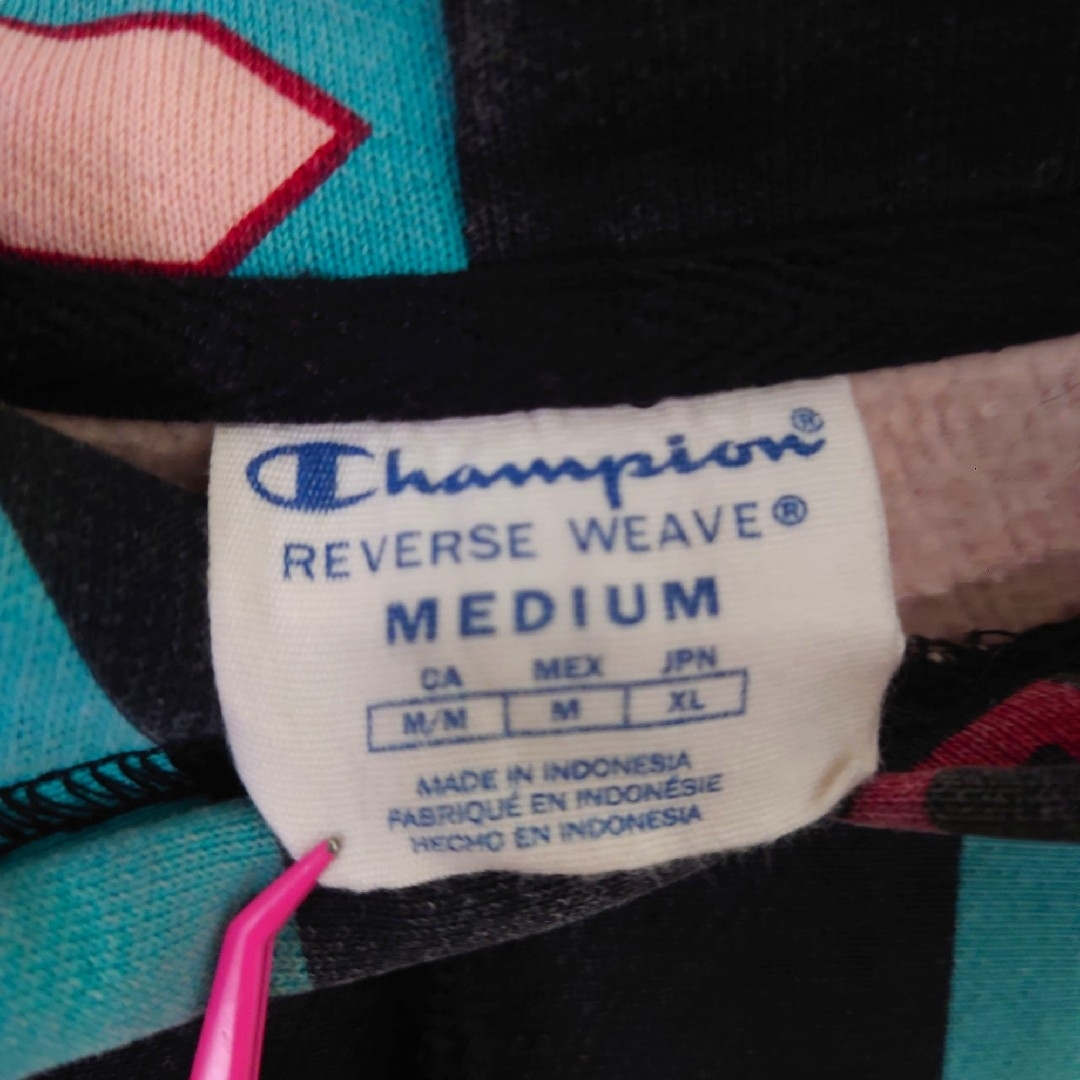 Champion®
REVERSE WEAVE®
MEDIUM
CA MEX JPN
M/M M XL
MADE IN INDONESIA
FABRIQUÉ EN INDONÉSIE
HECHO EN INDONESIA